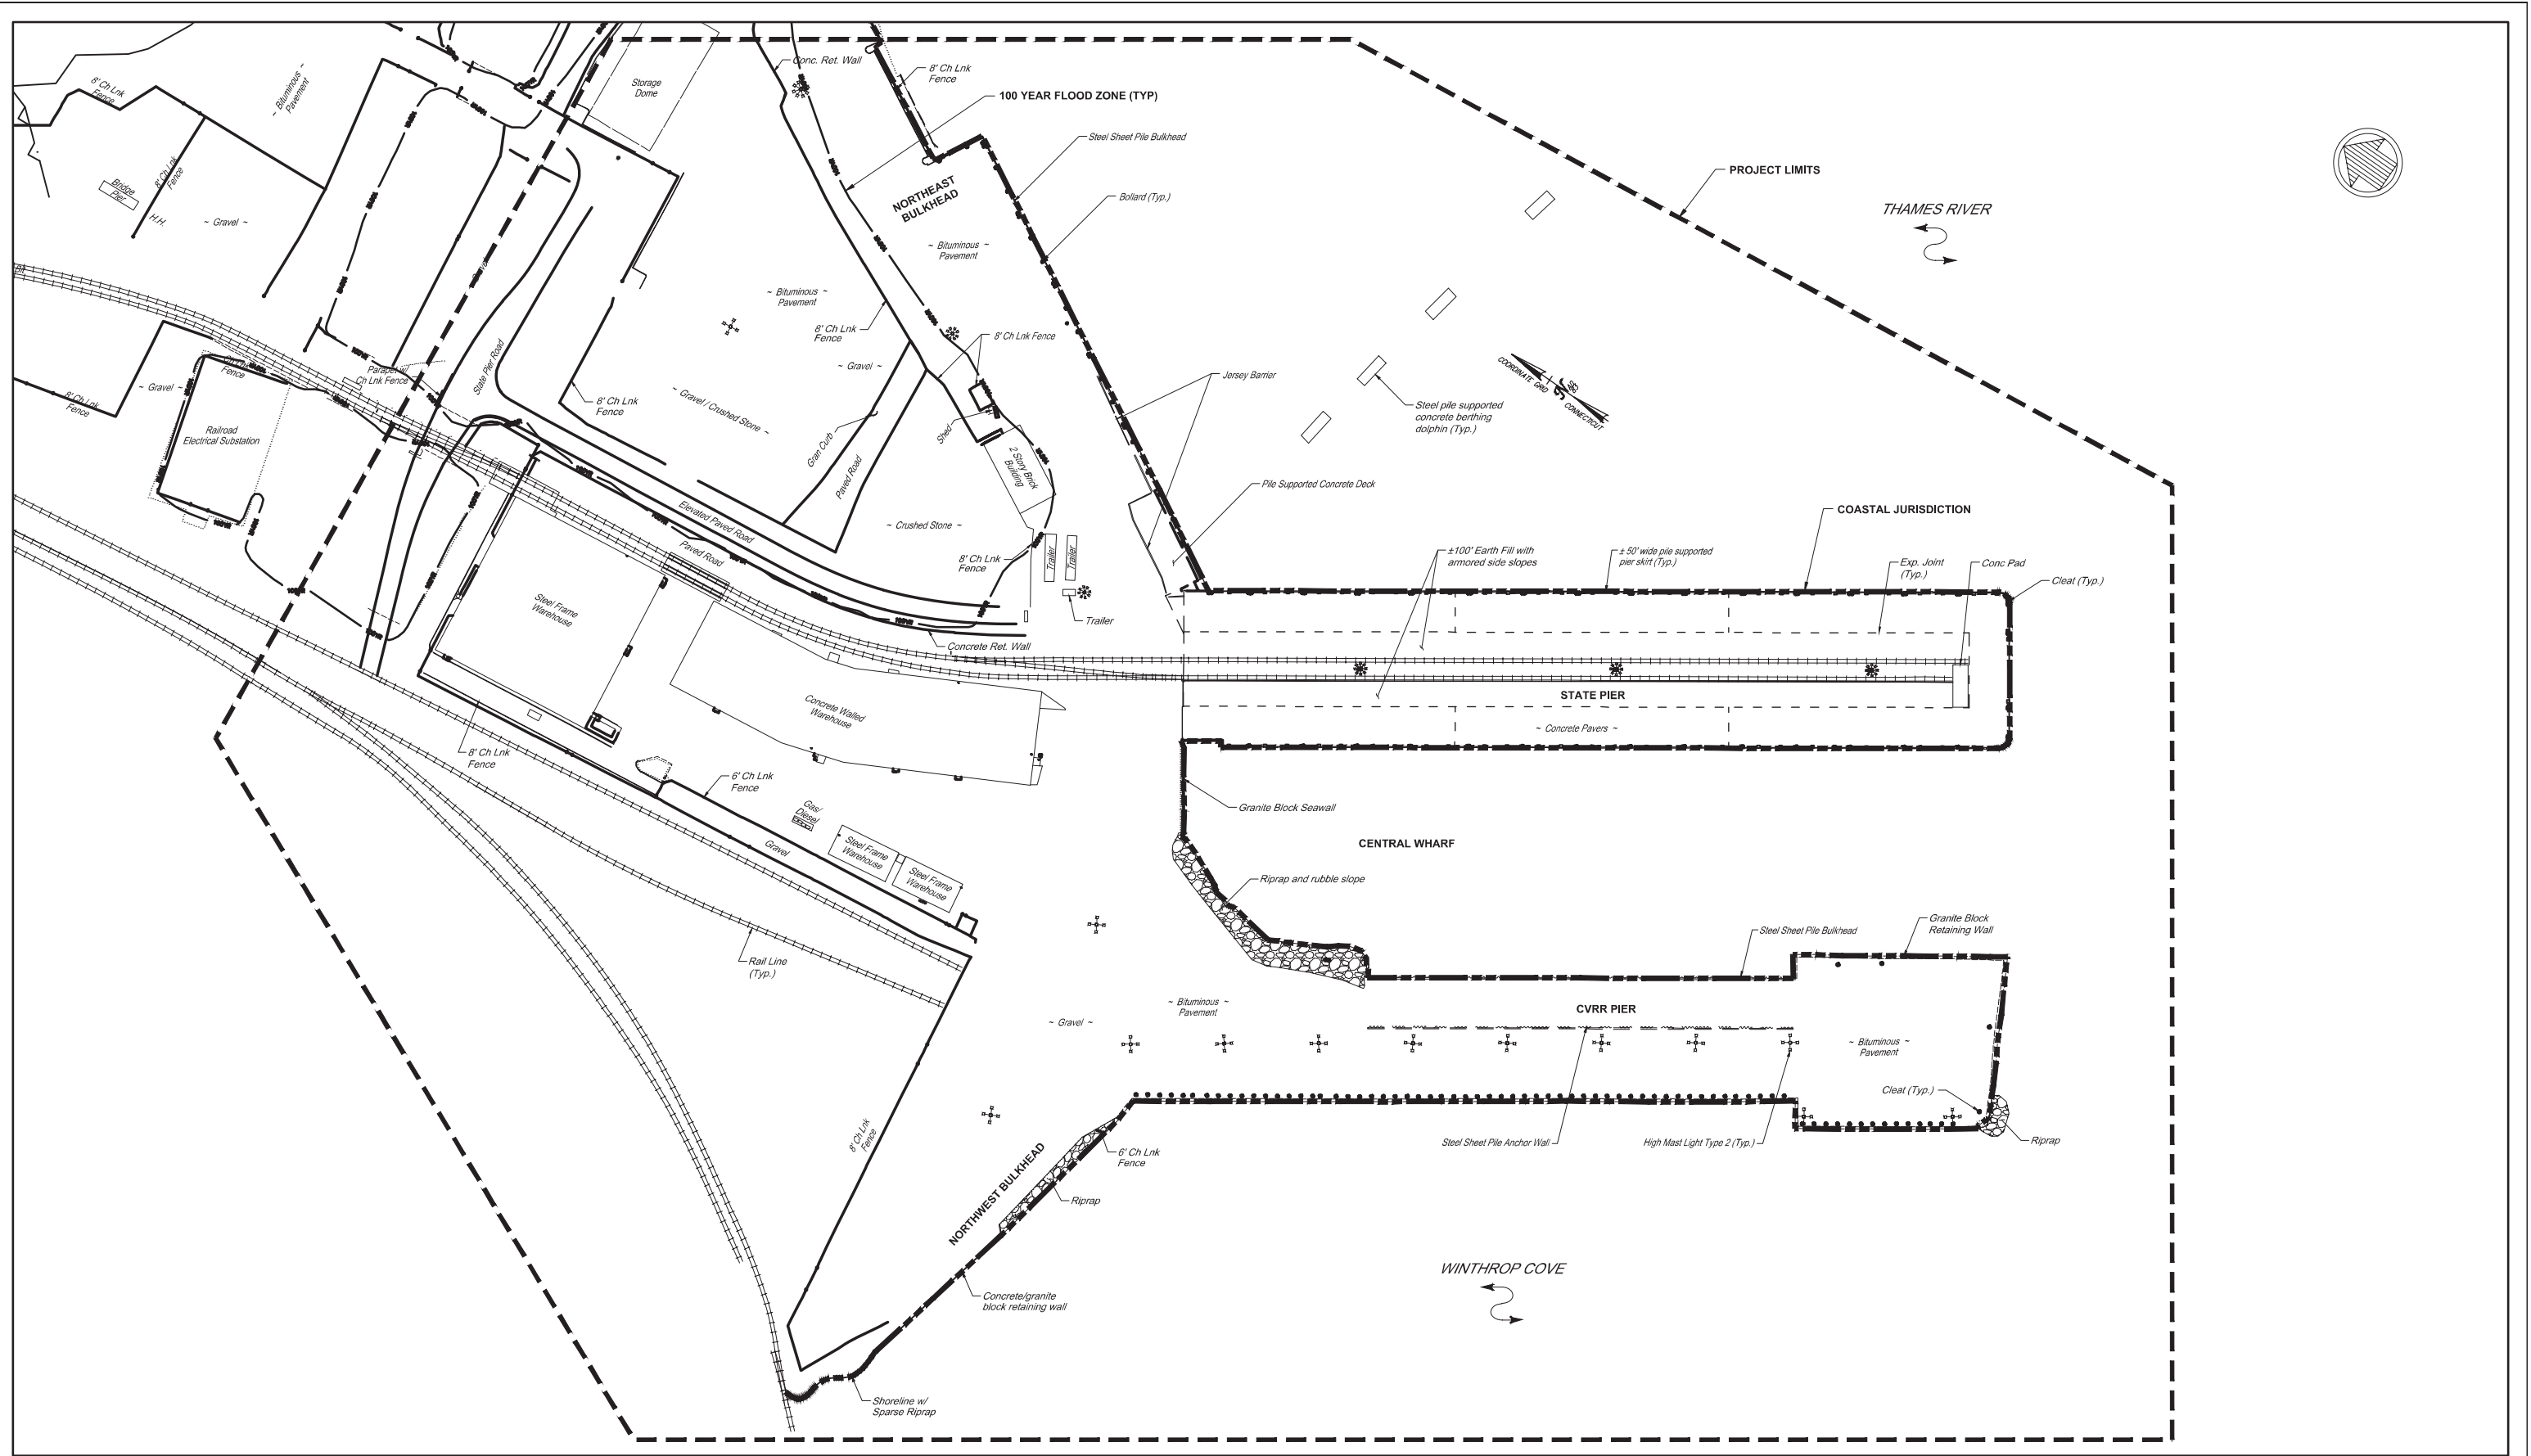 8' Ch Lnk
Fence
~ Bituminous ~
Pavement
Storage
Dome
Conc. Ret. Wall
8' Ch Lnk
Fence
100 YEAR FLOOD ZONE (TYP)
Steel Sheet Pile Bulkhead
PROJECT LIMITS
THAMES RIVER
Bridge
Pier
8' Ch Lnk
Fence
H.H.
~ Gravel ~
NORTHEAST
BULKHEAD
Bollard (Typ.)
~ Bituminous ~
Pavement
~ Bituminous ~
Pavement
8' Ch Lnk
Fence
8' Ch Lnk Fence
State Pier Road
~ Gravel ~
Fence
Parapet w/
Ch Lnk Fence
~ Gravel ~
8' Ch Lnk
Fence
8' Ch Lnk
Fence
~ Gravel / Crushed Stone ~
Jersey Barrier
COORDINATE GRID
CONNECTICUT
Steel pile supported
concrete berthing
dolphin (Typ.)
Railroad
Electrical Substation
Gran Curb
Shed
2 Story Brick
Building
Paved Road
Pile Supported Concrete Deck
Elevated Paved Road
~ Crushed Stone ~
COASTAL JURISDICTION
Paved Road
8' Ch Lnk
Fence
Trailer
Trailer
±100' Earth Fill with
armored side slopes
± 50' wide pile supported
pier skirt (Typ.)
Exp. Joint
(Typ.)
Conc Pad
Cleat (Typ.)
Steel Frame
Warehouse
Trailer
Concrete Ret. Wall
STATE PIER
Concrete Walled
Warehouse
~ Concrete Pavers ~
8' Ch Lnk
Fence
6' Ch Lnk
Fence
Gas/
Diesel
Granite Block Seawall
Gravel
Steel Frame
Warehouse
Steel Frame
Warehouse
CENTRAL WHARF
Riprap and rubble slope
Granite Block
Retaining Wall
Steel Sheet Pile Bulkhead
Rail Line
(Typ.)
~ Bituminous ~
Pavement
~ Gravel ~
CVRR PIER
~ Bituminous ~
Pavement
Cleat (Typ.)
8' Ch Lnk
Fence
6' Ch Lnk
Fence
Steel Sheet Pile Anchor Wall
High Mast Light Type 2 (Typ.)
Riprap
NORTHWEST BULKHEAD
Riprap
WINTHROP COVE
Concrete/granite
block retaining wall
Shoreline w/
Sparse Riprap